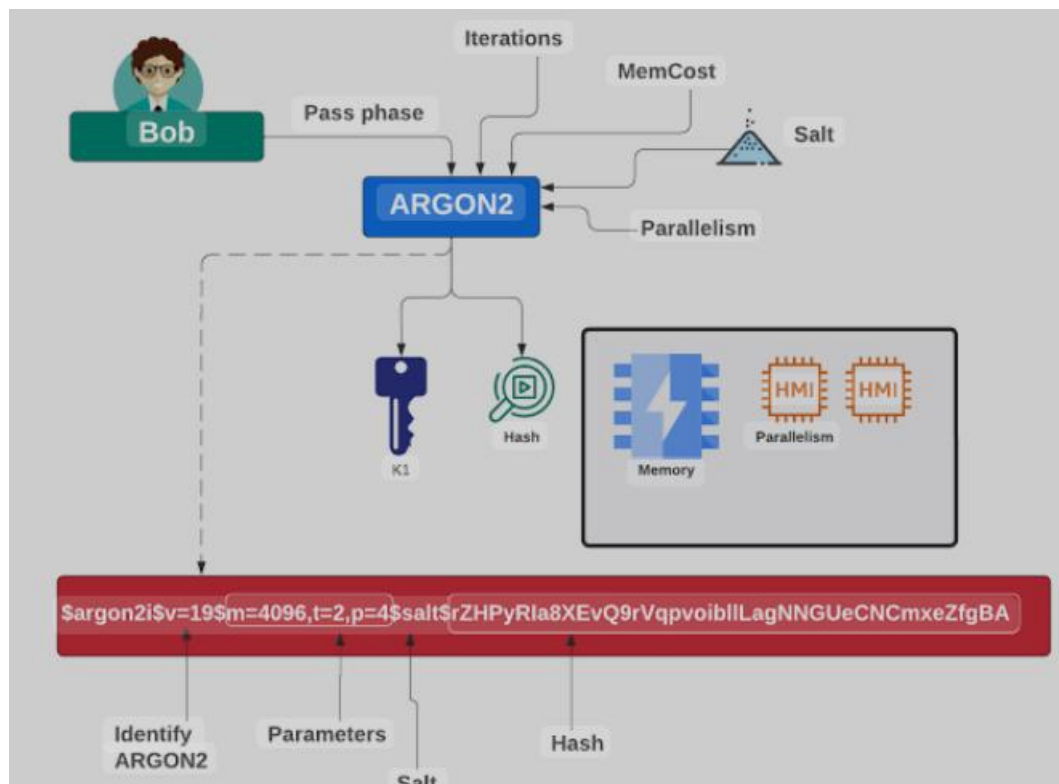 Iterations
MemCost
Pass phase
Bob
Salt
ARGON2
Parallelism
HMI HMI
Parallelism
Hash
K1
Memory
$argon2i$v=19$m=4096,t=2,p=4$salt$rZHPyRIa8XEvQ9rVqpvoibllLagNNGUeCNCmxeZfgBA
Identify
ARGON2
Parameters
Hash
Salt